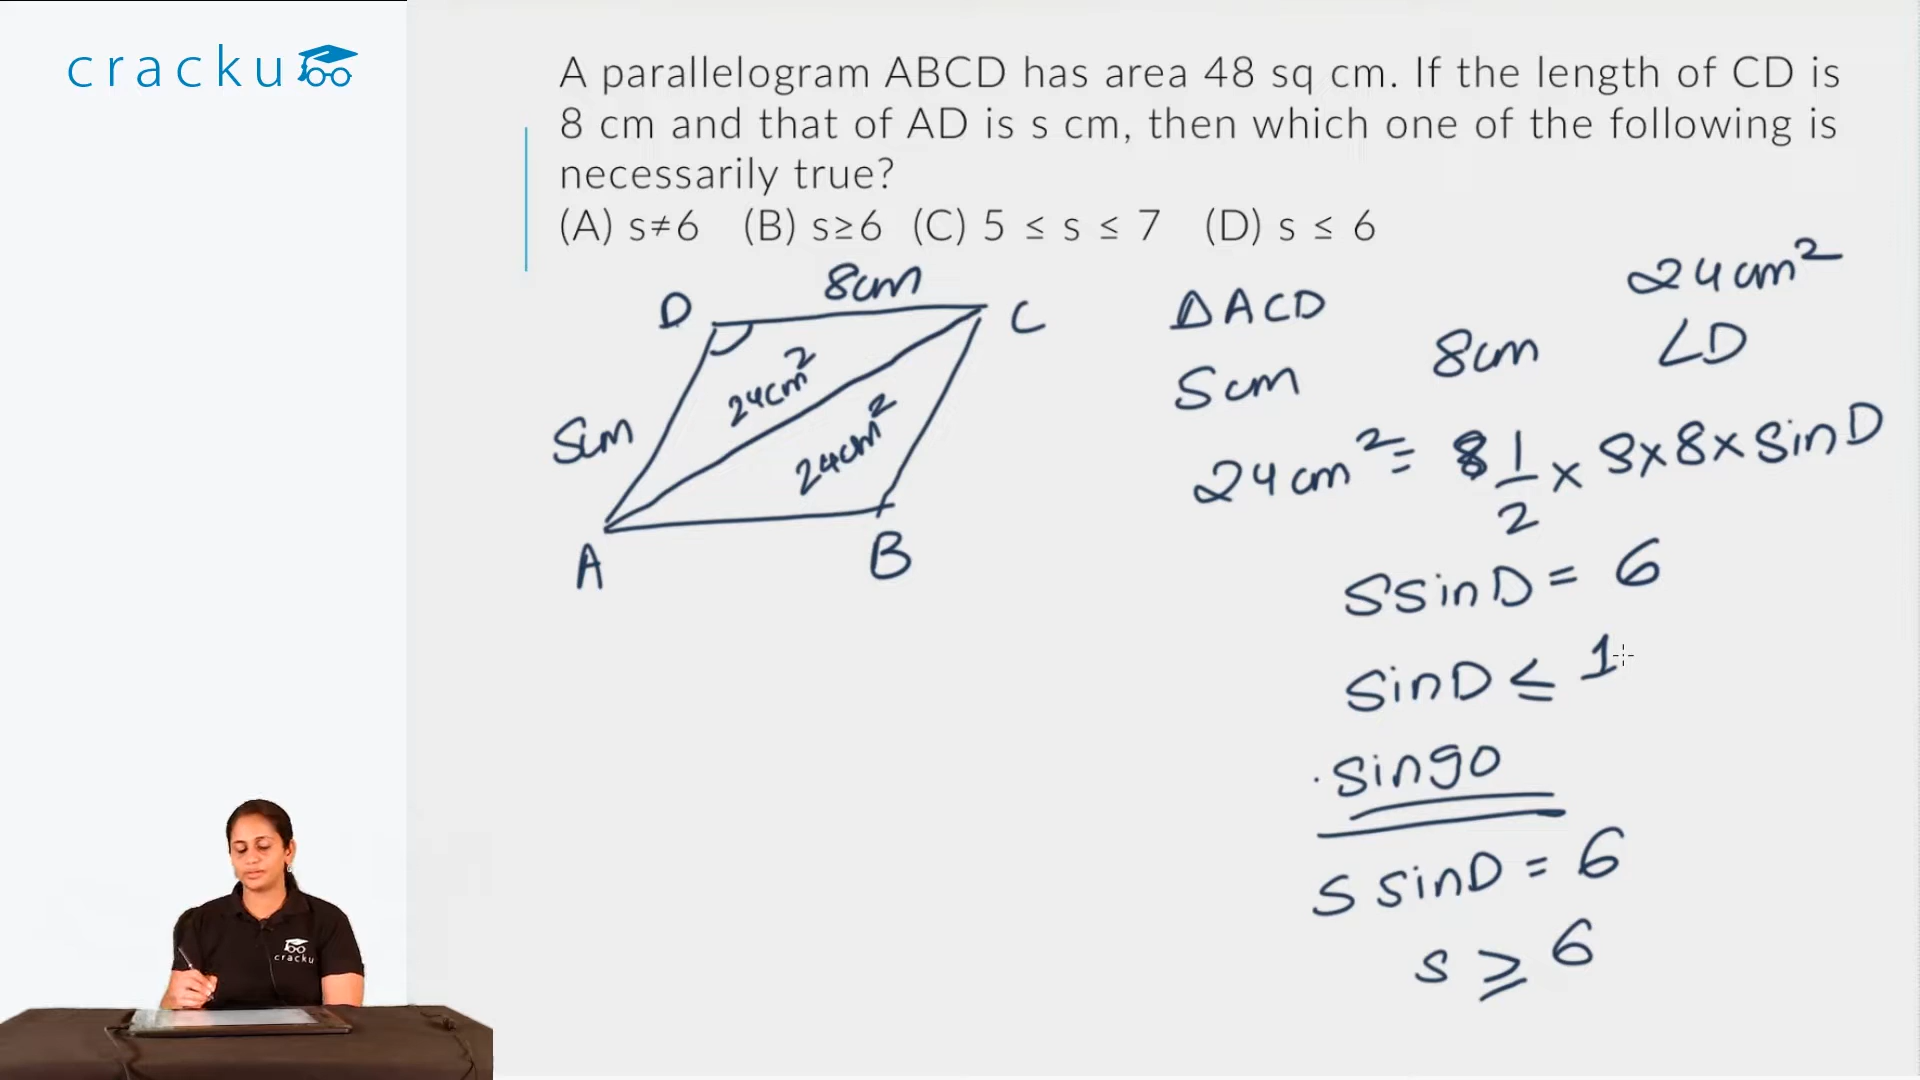 cracku
A parallelogram ABCD has area 48 sq cm. If the length of CD is
8 cm and that of AD is s cm, then which one of the following is
necessarily true?
(A) s≠6 (B) s≥6 (C) 5 ≤ s ≤ 7 (D) s ≤ 6
8cm
D
C
24cm²
Scm
24cm²
A
B
ΔACD
24cm²
Scm
8cm
∠D
24cm² = 8 1/2 × S×8×SinD
SsinD = 6
SinD ≤ 1
Sin90
S sinD = 6
s ≥ 6
cracku